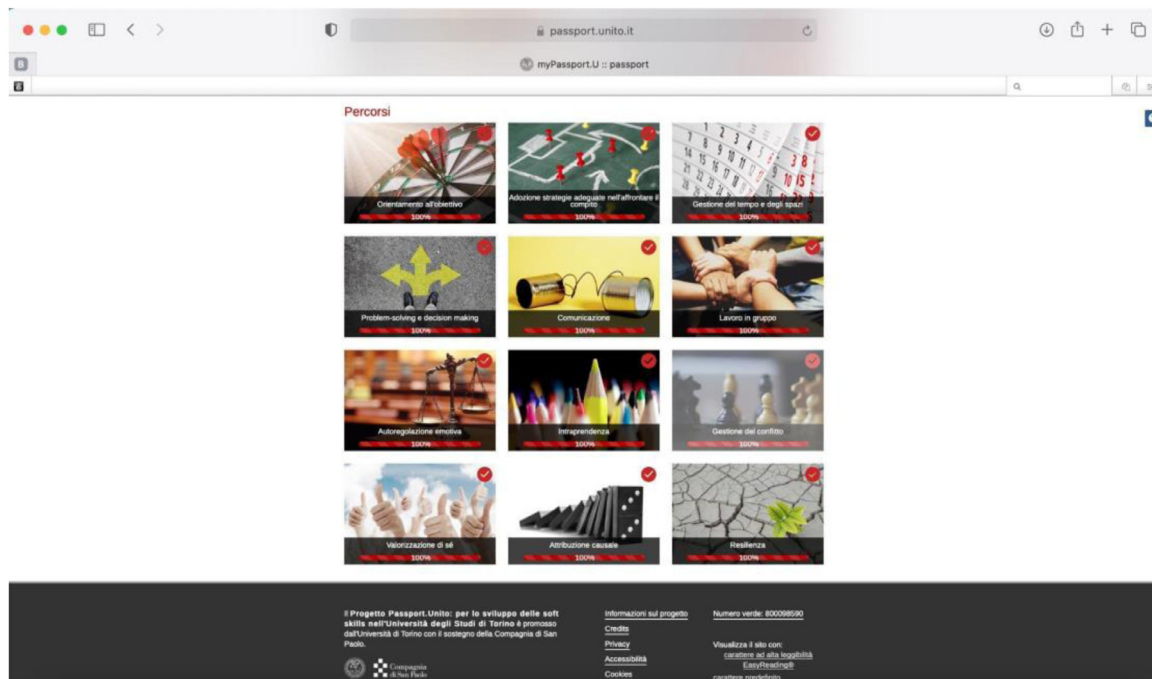 passport.unito.it
myPassport.U :: passport
Percorsi
Orientamento all'obiettivo
100%
Adozione strategie adeguate nell'affrontare il
compito
100%
Gestione del tempo e degli spazi
100%
Problem-solving e decision making
100%
Comunicazione
100%
Lavoro in gruppo
100%
Autoregolazione emotiva
100%
Intraprendenza
100%
Gestione del conflitto
100%
Valorizzazione di sé
100%
Attribuzione causale
100%
Resilienza
100%
Il Progetto Passport.Unito: per lo sviluppo delle soft
skills nell'Università degli Studi di Torino è promosso
dall'Università di Torino con il sostegno della Compagnia di San
Paolo.
Compagnia
di San Paolo
Informazioni sul progetto
Credits
Privacy
Accessibilità
Cookies
Numero verde: 800098590
Visualizza il sito con:
carattere ad alta leggibilità
EasyReading®
carattere predefinito